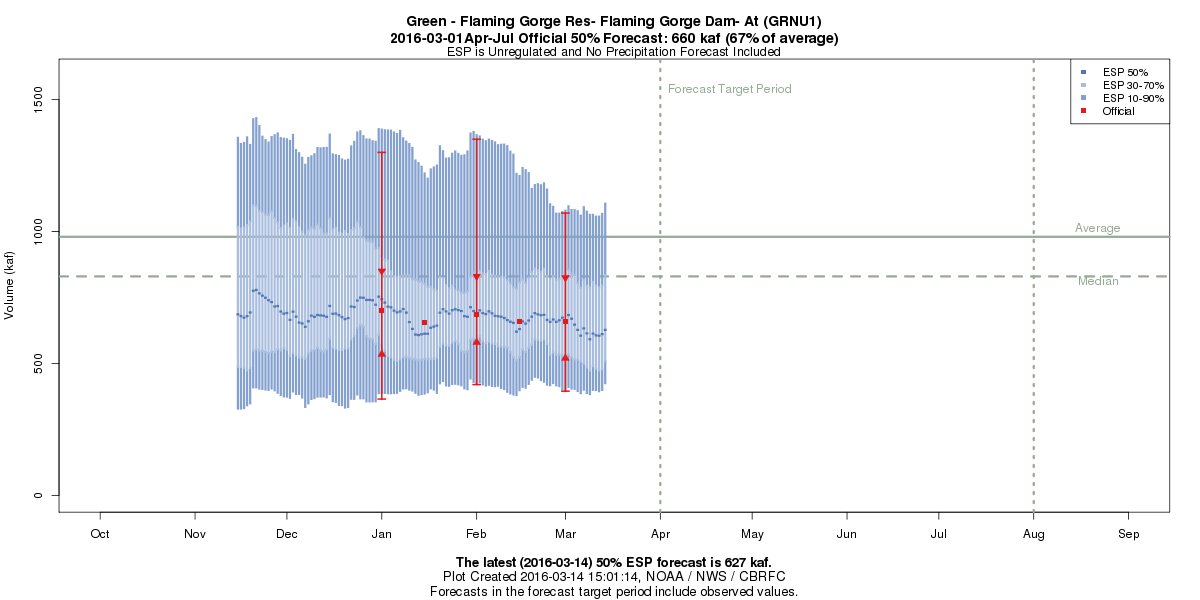 Green - Flaming Gorge Res- Flaming Gorge Dam- At (GRNU1)
2016-03-01Apr-Jul Official 50% Forecast: 660 kaf (67% of average)
ESP is Unregulated and No Precipitation Forecast Included
ESP 50%
ESP 30-70%
ESP 10-90%
Official
Forecast Target Period
Average
Median
Volume (kaf)
1500
1000
500
0
Oct Nov Dec Jan Feb Mar Apr May Jun Jul Aug Sep
The latest (2016-03-14) 50% ESP forecast is 627 kaf.
Plot Created 2016-03-14 15:01:14, NOAA / NWS / CBRFC
Forecasts in the forecast target period include observed values.